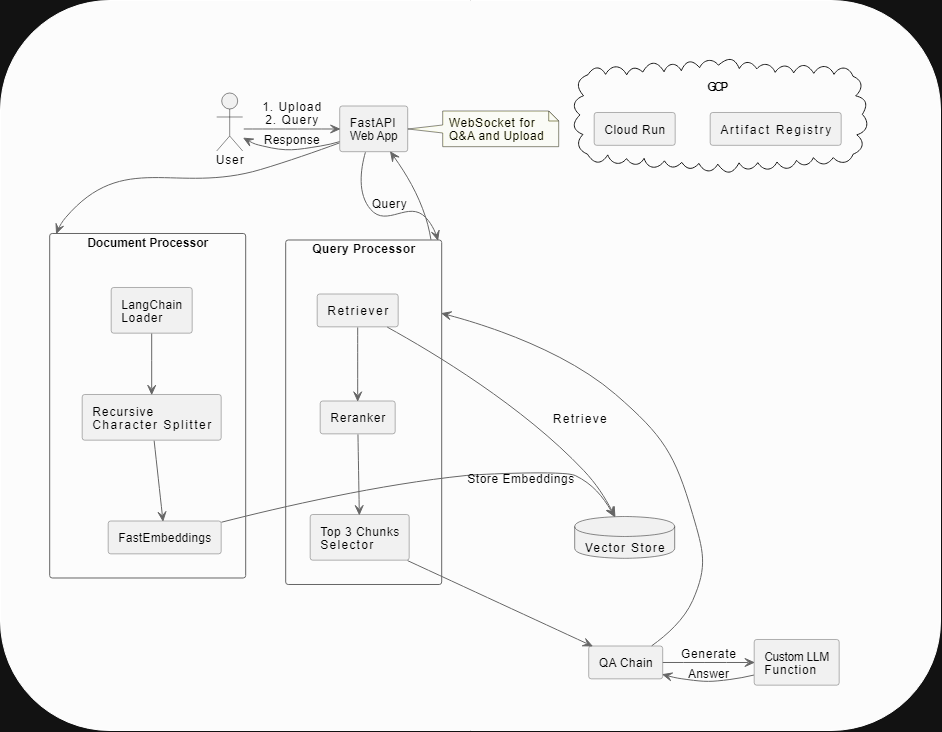 GCP
1. Upload
2. Query
Response
User
FastAPI
Web App
WebSocket for
Q&A and Upload
Cloud Run
Artifact Registry
Query
Document Processor
LangChain
Loader
Recursive
Character Splitter
FastEmbeddings
Query Processor
Retriever
Reranker
Top 3 Chunks
Selector
Retrieve
Store Embeddings
Vector Store
QA Chain
Generate
Answer
Custom LLM
Function